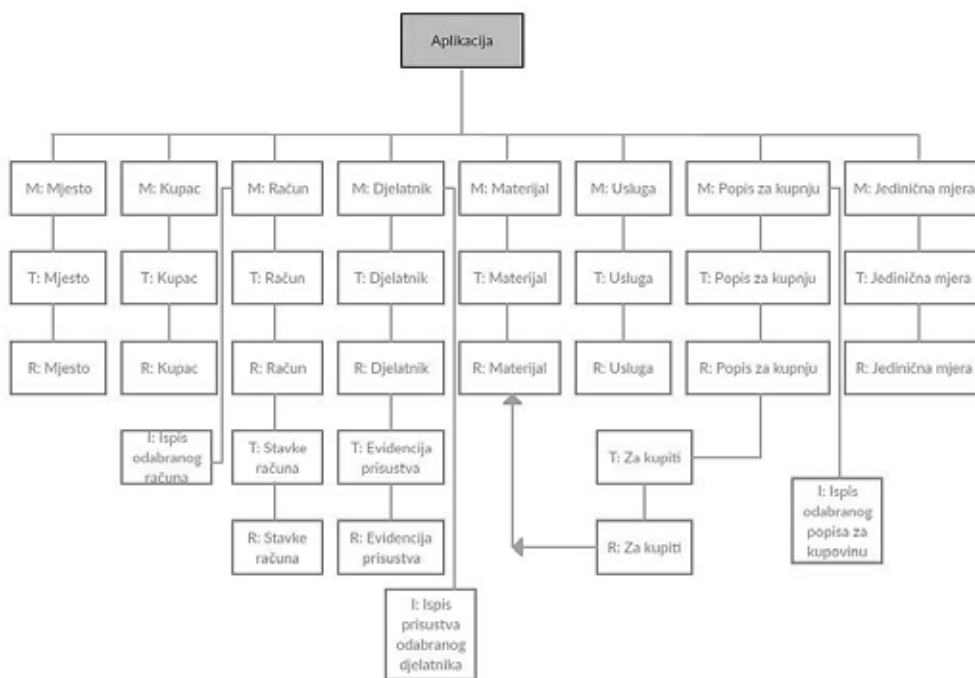 Aplikacija
M: Mjesto
M: Kupac
M: Račun
M: Djelatnik
M: Materijal
M: Usluga
M: Popis za kupnju
M: Jedinična mjera
T: Mjesto
T: Kupac
T: Račun
T: Djelatnik
T: Materijal
T: Usluga
T: Popis za kupnju
T: Jedinična mjera
R: Mjesto
R: Kupac
R: Račun
R: Djelatnik
R: Materijal
R: Usluga
R: Popis za kupnju
R: Jedinična mjera
I: Ispis
odabranog
računa
T: Stavke
računa
T: Evidencija
prisustva
T: Za kupiti
I: Ispis
odabranog
popisa za
kupovinu
R: Stavke
računa
R: Evidencija
prisustva
R: Za kupiti
I: Ispis
prisustva
odabranog
djelatnika